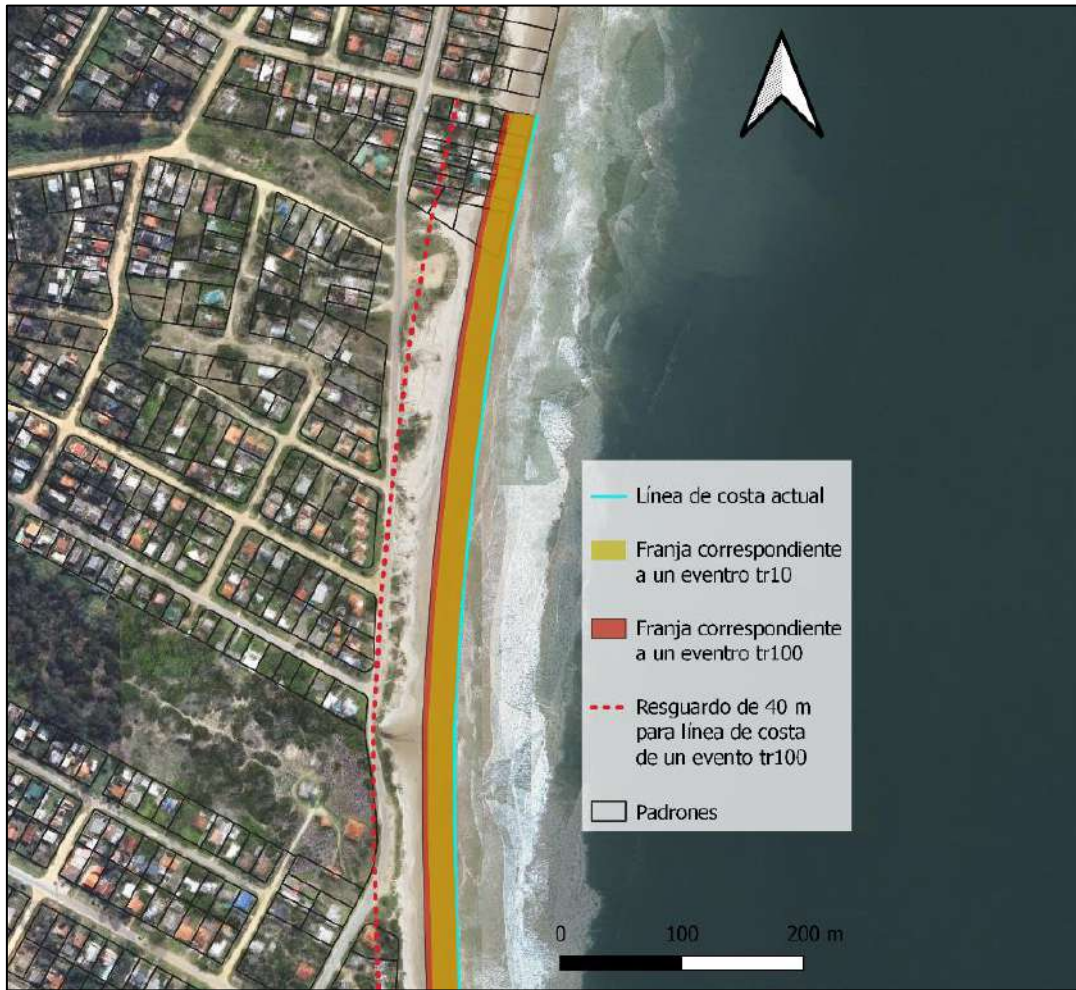 Línea de costa actual
Franja correspondiente
a un eventro tr10
Franja correspondiente
a un eventro tr100
Resguardo de 40 m
para línea de costa
de un evento tr100
Padrones
0 100 200 m